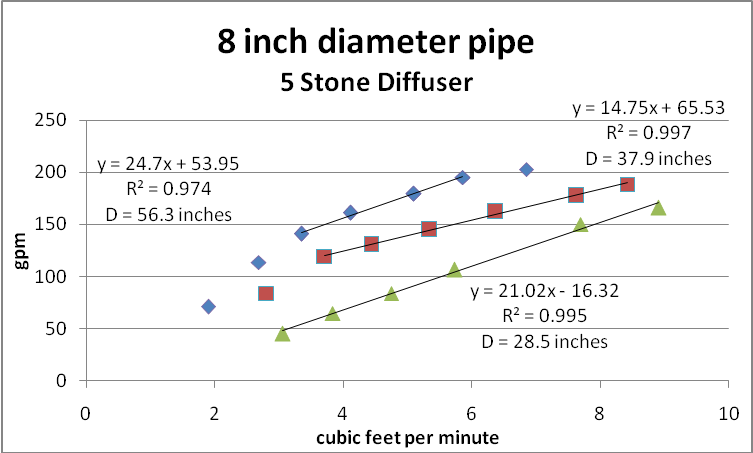 8 inch diameter pipe
5 Stone Diffuser
y = 14.75x + 65.53
R² = 0.997
D = 37.9 inches
y = 24.7x + 53.95
R² = 0.974
D = 56.3 inches
y = 21.02x - 16.32
R² = 0.995
D = 28.5 inches
gpm
250
200
150
100
50
0
0 2 4 6 8 10
cubic feet per minute